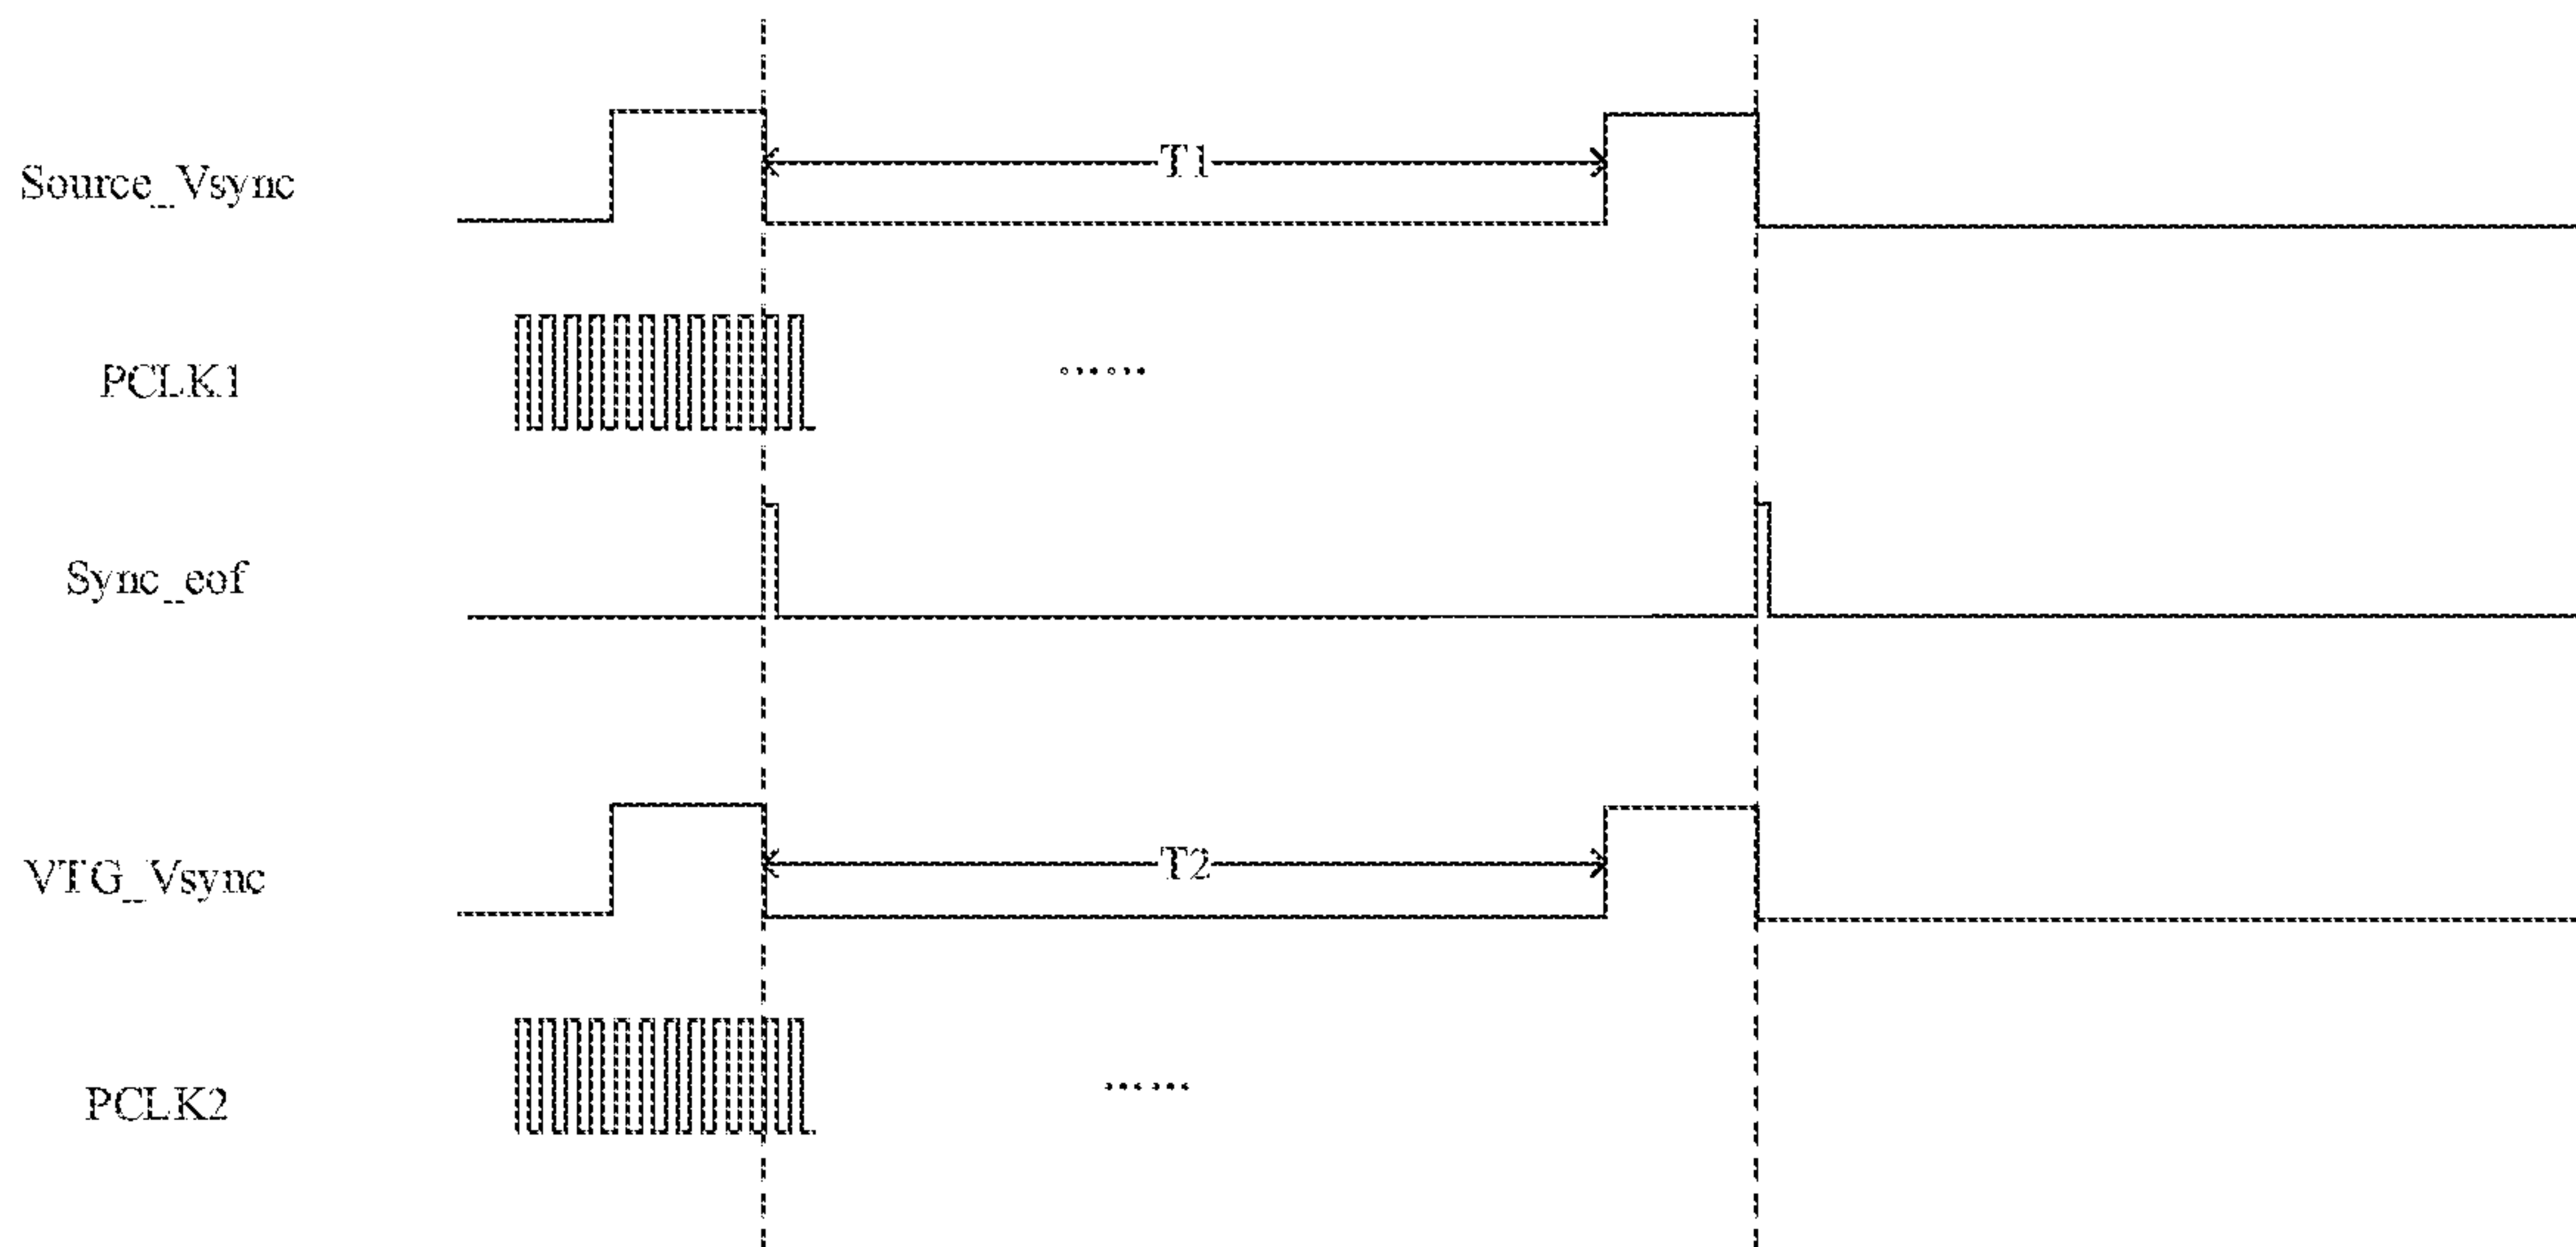 Source_Vsync
T1
PCLK1
......
Sync_eof
VTG_Vsync
T2
PCLK2
......